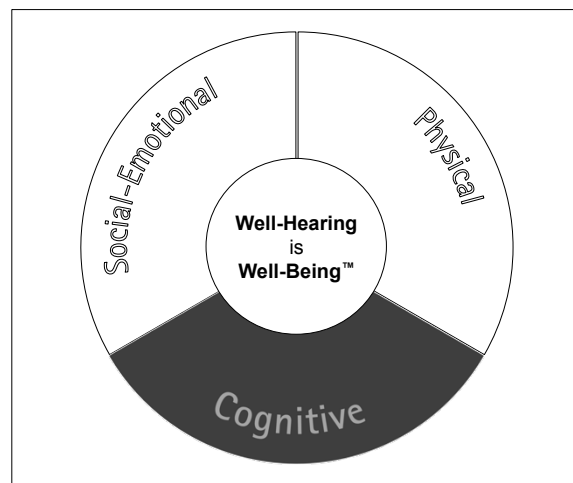 Social-Emotional
Physical
Well-Hearing
is
Well-Being™
Cognitive